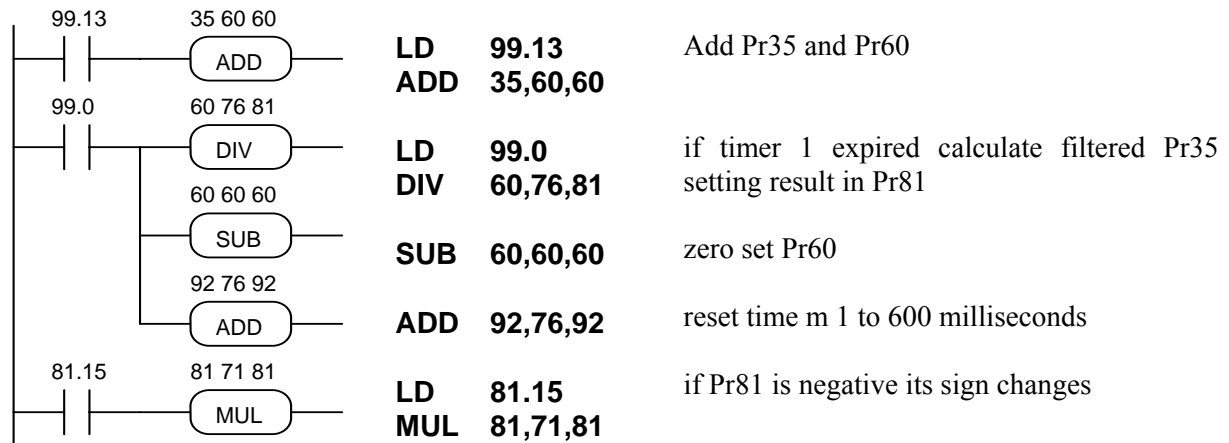 99.13 35 60 60
ADD
LD 99.13 Add Pr35 and Pr60
ADD 35,60,60
99.0 60 76 81
DIV
LD 99.0 if timer 1 expired calculate filtered Pr35
DIV 60,76,81 setting result in Pr81
60 60 60
SUB
SUB 60,60,60 zero set Pr60
92 76 92
ADD
ADD 92,76,92 reset time m 1 to 600 milliseconds
81.15 81 71 81
MUL
LD 81.15 if Pr81 is negative its sign changes
MUL 81,71,81